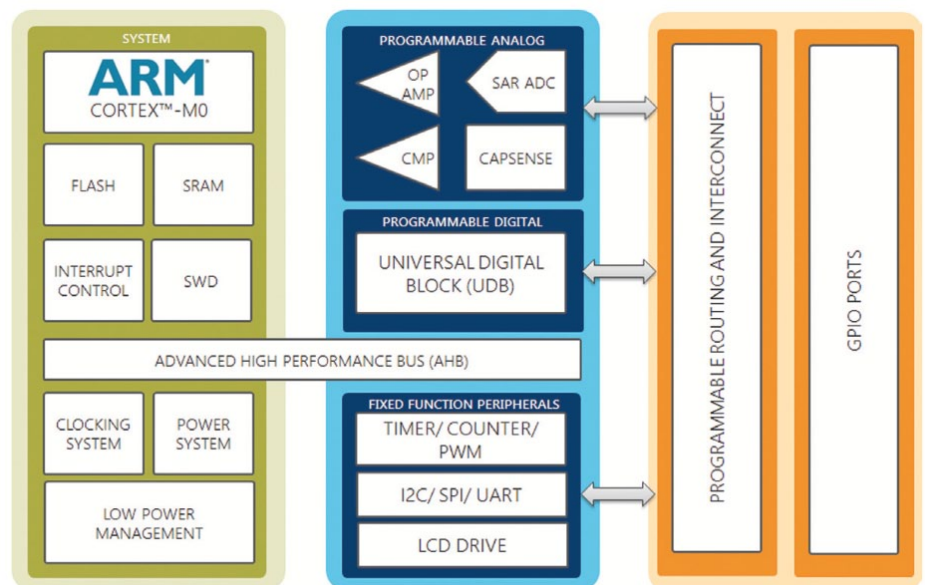 SYSTEM
ARM®
CORTEX™-M0
FLASH
SRAM
INTERRUPT
CONTROL
SWD
ADVANCED HIGH PERFORMANCE BUS (AHB)
CLOCKING
SYSTEM
POWER
SYSTEM
LOW POWER
MANAGEMENT
PROGRAMMABLE ANALOG
OP
AMP
SAR ADC
CMP
CAPSENSE
PROGRAMMABLE DIGITAL
UNIVERSAL DIGITAL
BLOCK (UDB)
FIXED FUNCTION PERIPHERALS
TIMER/ COUNTER/
PWM
I2C/ SPI/ UART
LCD DRIVE
PROGRAMMABLE ROUTING AND INTERCONNECT
GPIO PORTS